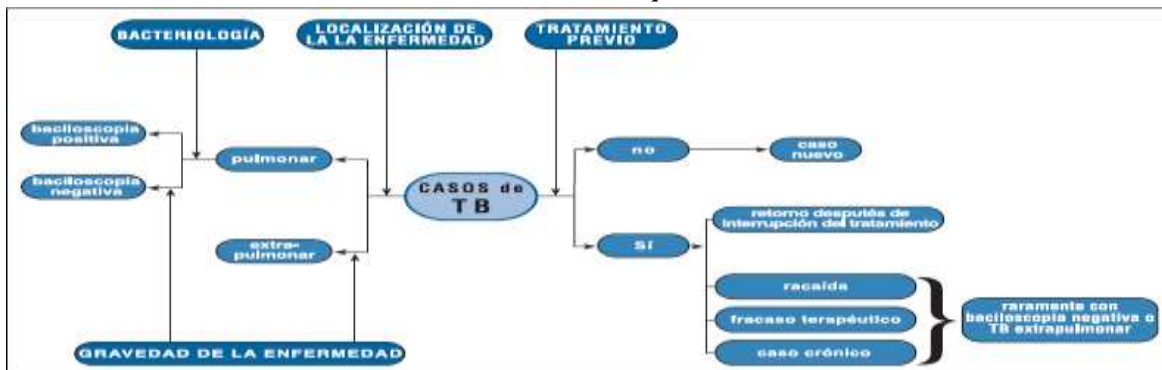 BACTERIOLOGÍA
LOCALIZACIÓN DE
LA LA ENFERMEDAD
TRATAMIENTO
PREVIO
baciloscopia
positiva
baciloscopia
negativa
pulmonar
extra-
pulmonar
CASOS de
TB
no
caso
nuevo
Sí
retorno después de
interrupción del tratamiento
racaída
fracaso terapéutico
caso crónico
}
raramente con
baciloscopia negativa o
TB extrapulmonar
GRAVEDAD DE LA ENFERMEDAD